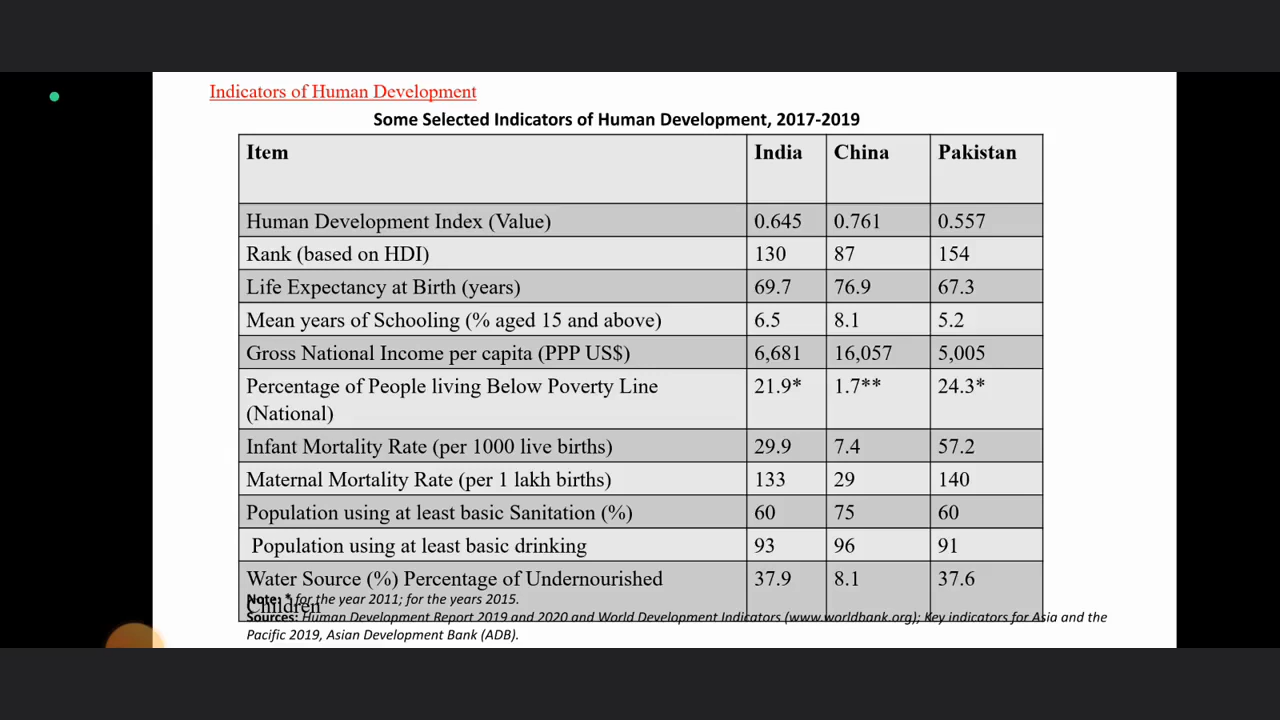 Indicators of Human Development
Some Selected Indicators of Human Development, 2017-2019
Item India China Pakistan
Human Development Index (Value) 0.645 0.761 0.557
Rank (based on HDI) 130 87 154
Life Expectancy at Birth (years) 69.7 76.9 67.3
Mean years of Schooling (% aged 15 and above) 6.5 8.1 5.2
Gross National Income per capita (PPP US$) 6,681 16,057 5,005
Percentage of People living Below Poverty Line 21.9* 1.7** 24.3*
(National)
Infant Mortality Rate (per 1000 live births) 29.9 7.4 57.2
Maternal Mortality Rate (per 1 lakh births) 133 29 140
Population using at least basic Sanitation (%) 60 75 60
Population using at least basic drinking 93 96 91
Water Source (%) Percentage of Undernourished 37.9 8.1 37.6
Children
Note: * for the year 2011; for the years 2015.
Sources: Human Development Report 2019 and 2020 and World Development Indicators (www.worldbank.org); Key indicators for Asia and the
Pacific 2019, Asian Development Bank (ADB).